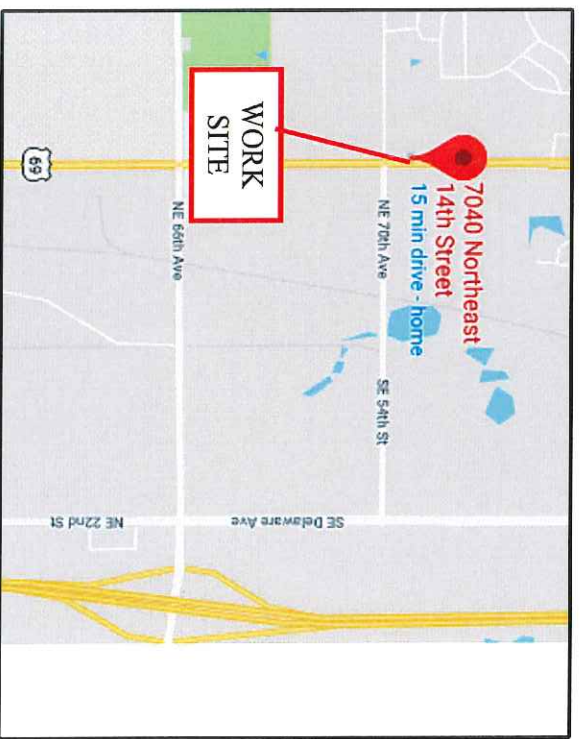 7040 Northeast
14th Street
15 min drive - home
WORK
SITE
NE 70th Ave
SE 54th St
NE 66th Ave
69
SE Delaware Ave
NE 22nd St